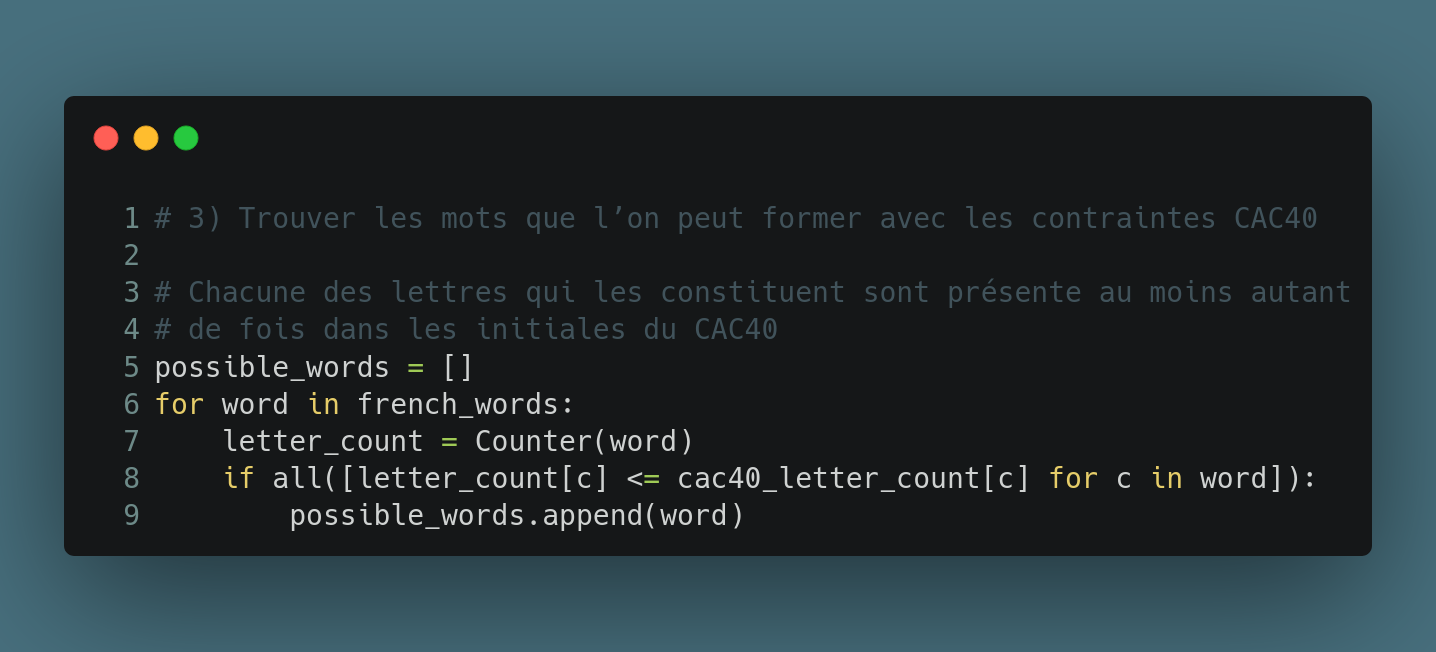 1 # 3) Trouver les mots que l’on peut former avec les contraintes CAC40
2
3 # Chacune des lettres qui les constituent sont présente au moins autant
4 # de fois dans les initiales du CAC40
5 possible_words = []
6 for word in french_words:
7     letter_count = Counter(word)
8     if all([letter_count[c] <= cac40_letter_count[c] for c in word]):
9         possible_words.append(word)